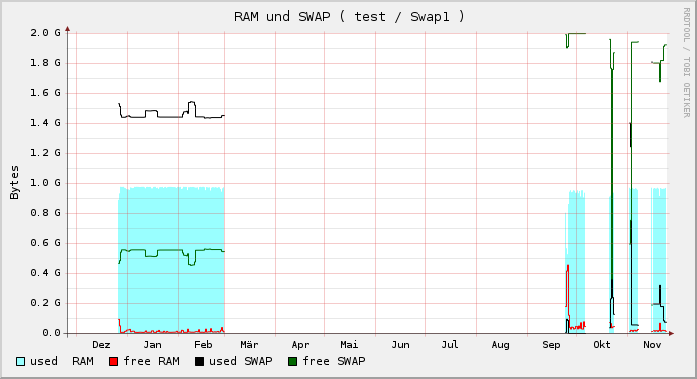 RAM und SWAP ( test / Swap1 )
RRDTOOL / TOBI OETIKER
Bytes
2.0 G
1.8 G
1.6 G
1.4 G
1.2 G
1.0 G
0.8 G
0.6 G
0.4 G
0.2 G
0.0
Dez Jan Feb Mär Apr Mai Jun Jul Aug Sep Okt Nov
used RAM free RAM used SWAP free SWAP